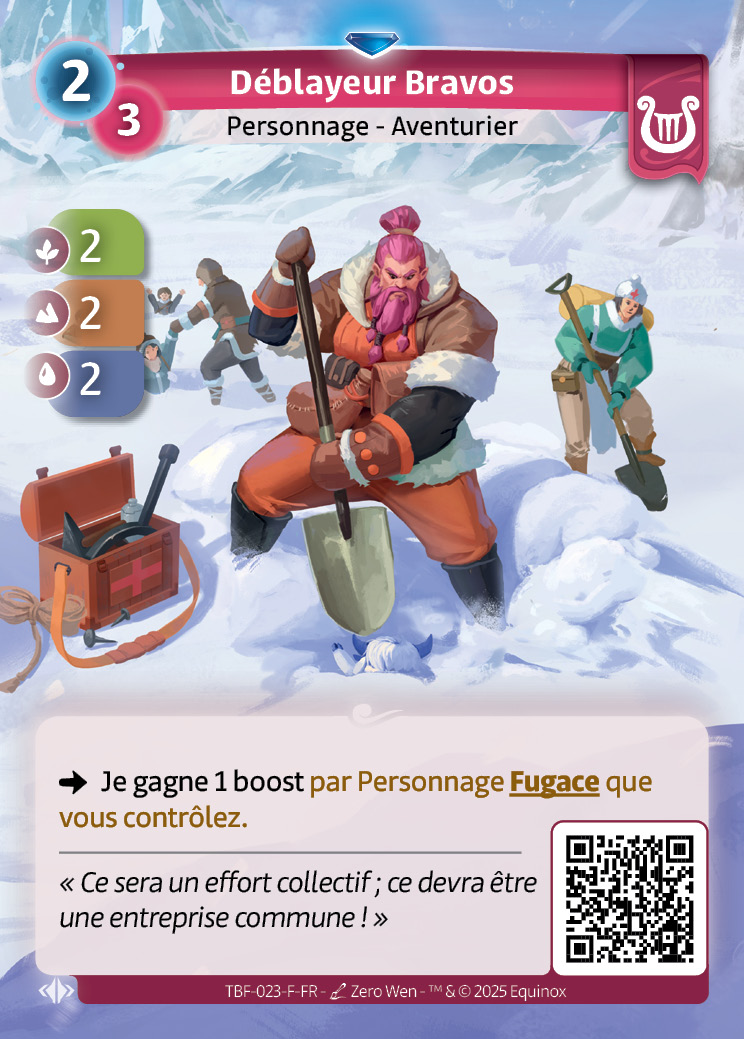 2
Déblayeur Bravos
3
Personnage - Aventurier
2
2
2
Je gagne 1 boost par Personnage Fugace que
vous contrôlez.
« Ce sera un effort collectif ; ce devra être
une entreprise commune ! »
TBF-023-F-FR - Zero Wen - ™ & © 2025 Equinox